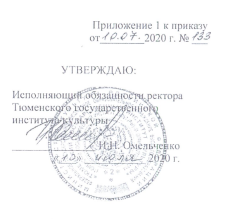 Приложение 1 к приказу
от 10.07. 2020 г. № 133
УТВЕРЖДАЮ:
Исполняющий обязанности ректора
Тюменского государственного
института культуры
И.Н. Омельченко
июля 2020 г.